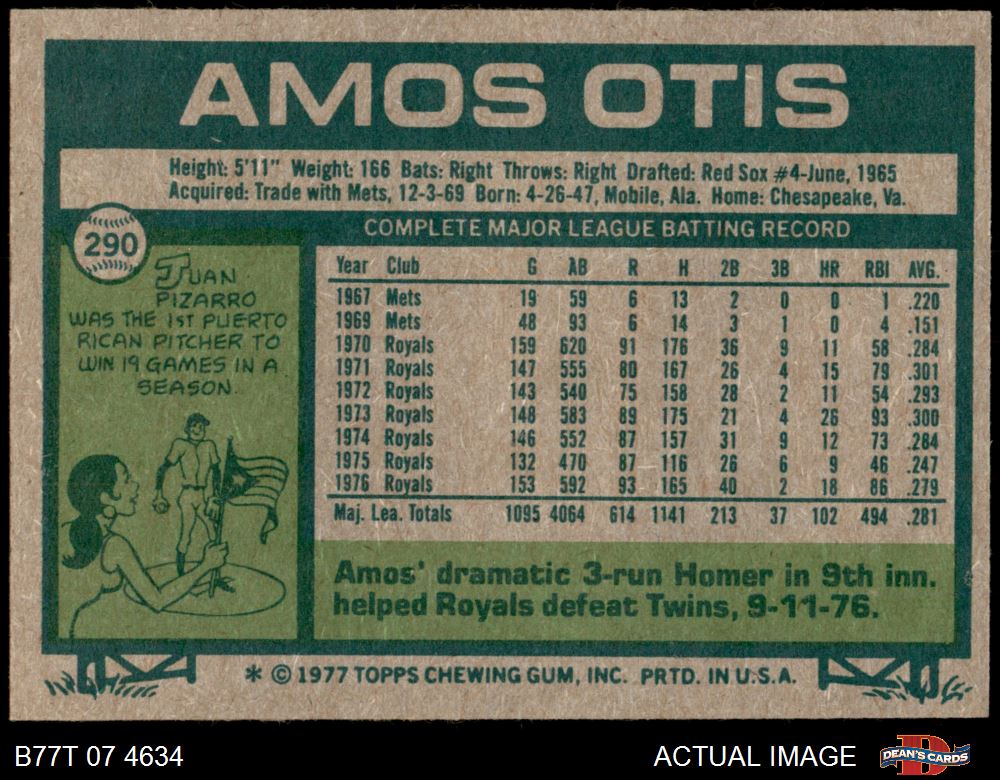 AMOS OTIS
Height: 5'11" Weight: 166 Bats: Right Throws: Right Drafted: Red Sox #4-June, 1965
Acquired: Trade with Mets, 12-3-69 Born: 4-26-47, Mobile, Ala. Home: Chesapeake, Va.
290
JUAN
PIZARRO
WAS THE 1ST PUERTO
RICAN PITCHER TO
WIN 19 GAMES IN A
SEASON.
COMPLETE MAJOR LEAGUE BATTING RECORD
Year Club G AB R H 2B 3B HR RBI AVG.
1967 Mets 19 59 6 13 2 0 0 1 .220
1969 Mets 48 93 6 14 3 1 0 4 .151
1970 Royals 159 620 91 176 36 9 11 58 .284
1971 Royals 147 555 80 167 26 4 15 79 .301
1972 Royals 143 540 75 158 28 2 11 54 .293
1973 Royals 148 583 89 175 21 4 26 93 .300
1974 Royals 146 552 87 157 31 9 12 73 .284
1975 Royals 132 470 87 116 26 6 9 46 .247
1976 Royals 153 592 93 165 40 2 18 86 .279
Maj. Lea. Totals 1095 4064 614 1141 213 37 102 494 .281
Amos' dramatic 3-run Homer in 9th inn.
helped Royals defeat Twins, 9-11-76.
* © 1977 TOPPS CHEWING GUM, INC. PRTD. IN U.S.A.
B77T 07 4634 ACTUAL IMAGE DEAN'S CARDS